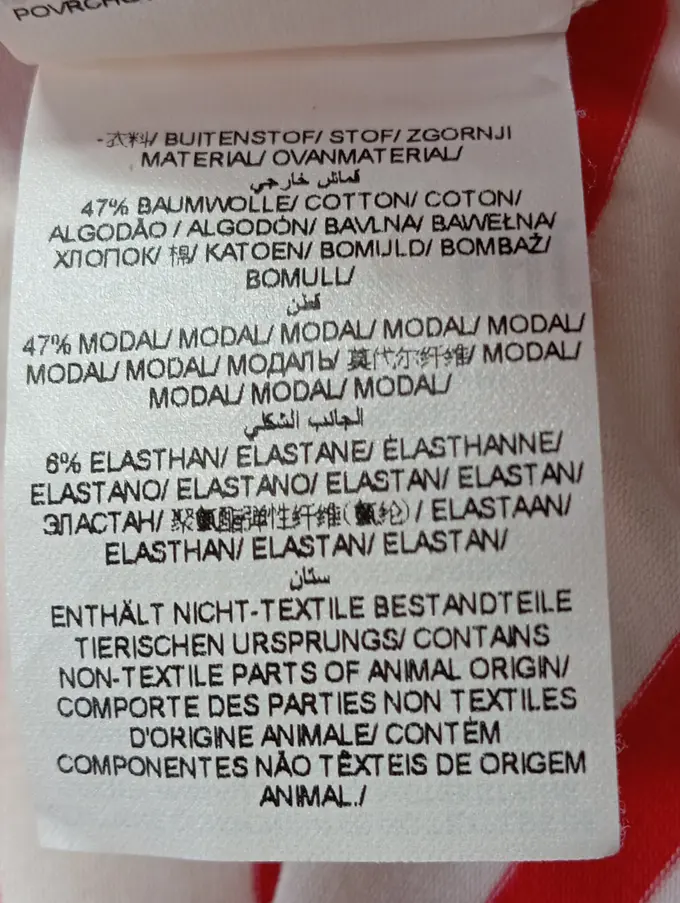 POVRCH
-衣料/ BUITENSTOF/ STOF/ ZGORNJI
MATERIAL/ OVANMATERIAL/
قماش خارجي
47% BAUMWOLLE/ COTTON/ COTON/
ALGODÃO / ALGODÓN/ BAVLNA/ BAWEŁNA/
ХЛОПОК/ 棉/ KATOEN/ BOMULD/ BOMBAŽ/
BOMULL/
قطن
47% MODAL/ MODAL/ MODAL/ MODAL/ MODAL/
MODAL/ MODAL/ МОДАЛЬ/ 莫代尔纤维/ MODAL/
MODAL/ MODAL/ MODAL/
الجانب الشكلي
6% ELASTHAN/ ELASTANE/ ÉLASTHANNE/
ELASTANO/ ELASTANO/ ELASTAN/ ELASTAN/
ЭЛАСТАН/ 聚氨酯弹性纤维(氨纶) / ELASTAAN/
ELASTHAN/ ELASTAN/ ELASTAN/
ستان
ENTHÄLT NICHT-TEXTILE BESTANDTEILE
TIERISCHEN URSPRUNGS/ CONTAINS
NON-TEXTILE PARTS OF ANIMAL ORIGIN/
COMPORTE DES PARTIES NON TEXTILES
D'ORIGINE ANIMALE/ CONTÉM
COMPONENTES NÃO TÊXTEIS DE ORIGEM
ANIMAL./